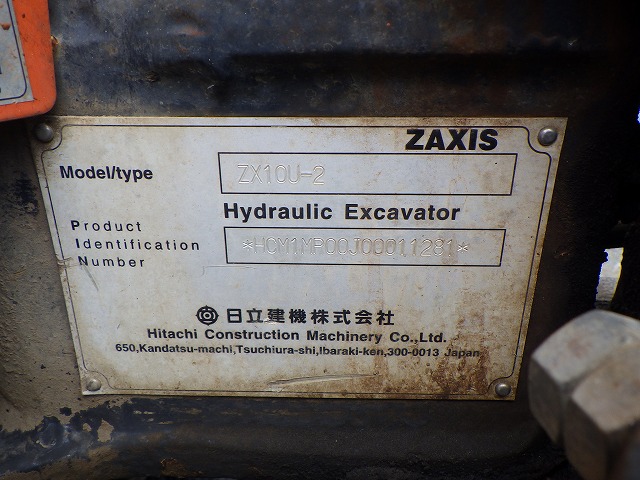 ZAXIS
Model/type ZX10U-2
Hydraulic Excavator
Product
Identification
Number
*HCM1MR00J00011281*
日立建機株式会社
Hitachi Construction Machinery Co.,Ltd.
650,Kandatsu-machi,Tsuchiura-shi,Ibaraki-ken,300-0013 Japan